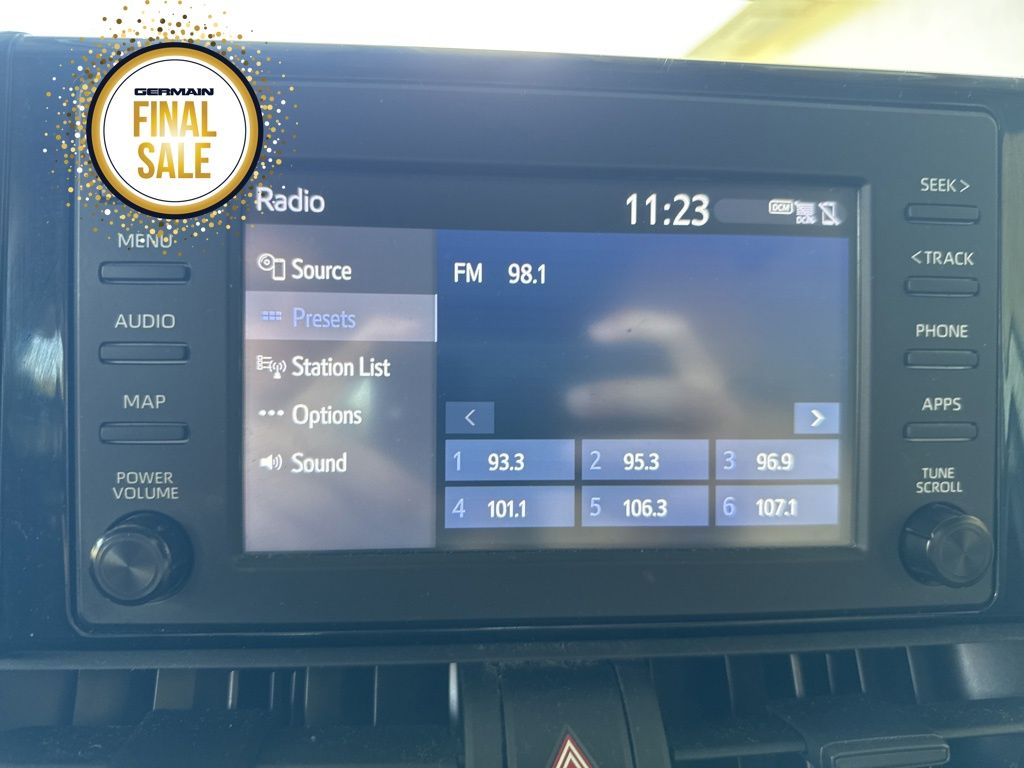 GERMAIN
FINAL
SALE
Radio
11:23
DCM
MENU
AUDIO
MAP
POWER
VOLUME
Source
Presets
Station List
Options
Sound
FM 98.1
<
>
1 93.3
2 95.3
3 96.9
4 101.1
5 106.3
6 107.1
SEEK >
< TRACK
PHONE
APPS
TUNE
SCROLL